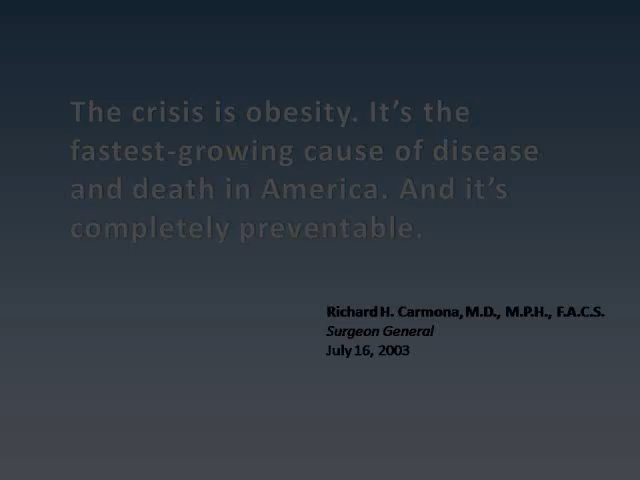 The crisis is obesity. It’s the
fastest-growing cause of disease
and death in America. And it’s
completely preventable.
Richard H. Carmona, M.D., M.P.H., F.A.C.S.
Surgeon General
July 16, 2003